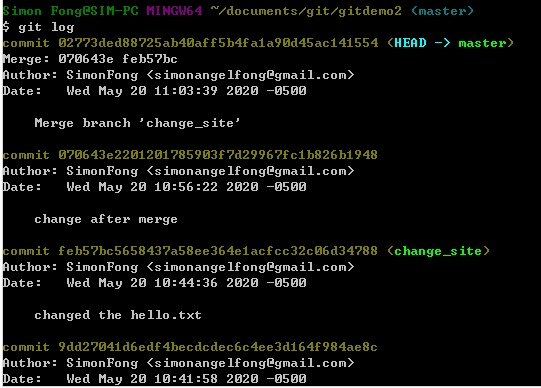 Simon Fong@SIM-PC MINGW64 ~/documents/git/gitdemo2 (master)
$ git log
commit 02773ded88725ab40aff5b4fa1a90d45ac141554 (HEAD -> master)
Merge: 070643e feb57bc
Author: SimonFong <simonangelfong@gmail.com>
Date:   Wed May 20 11:03:39 2020 -0500
Merge branch 'change_site'
commit 070643e2201201785903f7d29967fc1b826b1948
Author: SimonFong <simonangelfong@gmail.com>
Date:   Wed May 20 10:56:22 2020 -0500
change after merge
commit feb57bc5658437a58ee364e1acfcc32c06d34788 (change_site)
Author: SimonFong <simonangelfong@gmail.com>
Date:   Wed May 20 10:44:36 2020 -0500
changed the hello.txt
commit 9dd27041d6edf4becdcdec6c4ee3d164f984ae8c
Author: SimonFong <simonangelfong@gmail.com>
Date:   Wed May 20 10:41:58 2020 -0500